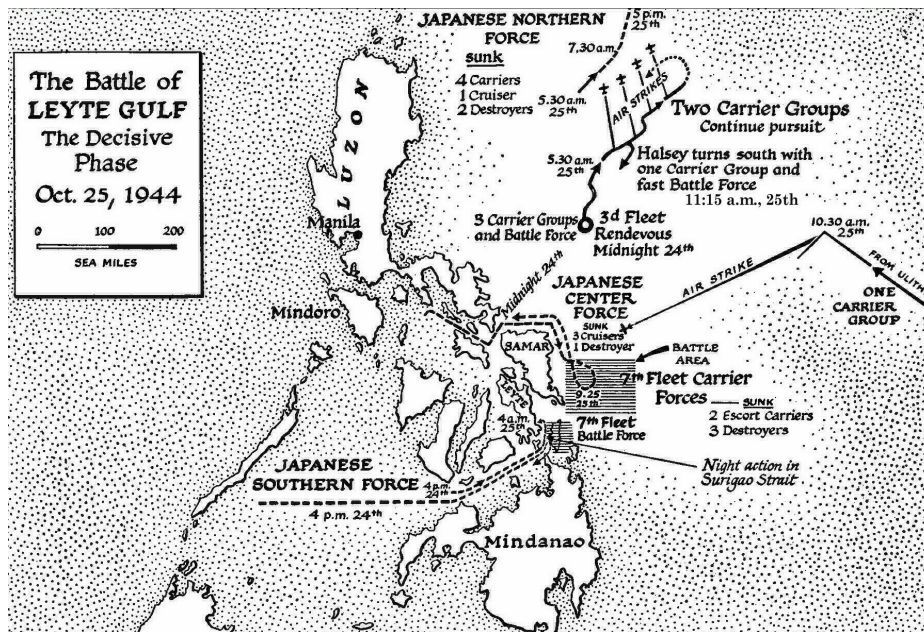 The Battle of
LEYTE GULF
The Decisive
Phase
Oct. 25, 1944
0 100 200
SEA MILES
JAPANESE NORTHERN
FORCE
sunk
4 Carriers
1 Cruiser
2 Destroyers
5 p.m.
25th
7.30 a.m.
5.30 a.m.
25th
AIR STRIKES
Two Carrier Groups
Continue pursuit
5.30 a.m.
25th
Halsey turns south with
one Carrier Group and
fast Battle Force
11:15 a.m., 25th
3 Carrier Groups
and Battle Force
3d Fleet
Rendevous
Midnight 24th
10.30 a.m.
25th
FROM ULITHI
ONE
CARRIER
GROUP
AIR STRIKE
LUZON
Manila
Mindoro
Midnight 24th
JAPANESE
CENTER
FORCE
SUNK
3 Cruisers
1 Destroyer
SAMAR
BATTLE
AREA
7th Fleet Carrier
Forces
9.25
25th
SUNK
2 Escort Carriers
3 Destroyers
LEYTE
4 a.m.
25th
7th Fleet
Battle Force
Night action in
Surigao Strait
JAPANESE
SOUTHERN FORCE
4 p.m.
24th
4 p.m. 24th
Mindanao